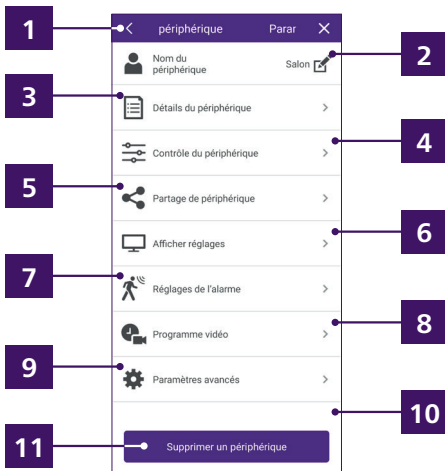 1
périphérique Parar
2
Nom du
périphérique
Salon
3
Détails du périphérique
4
Contrôle du périphérique
5
Partage de périphérique
6
Afficher réglages
7
Réglages de l'alarme
8
Programme vidéo
9
Paramètres avancés
10
11
Supprimer un périphérique